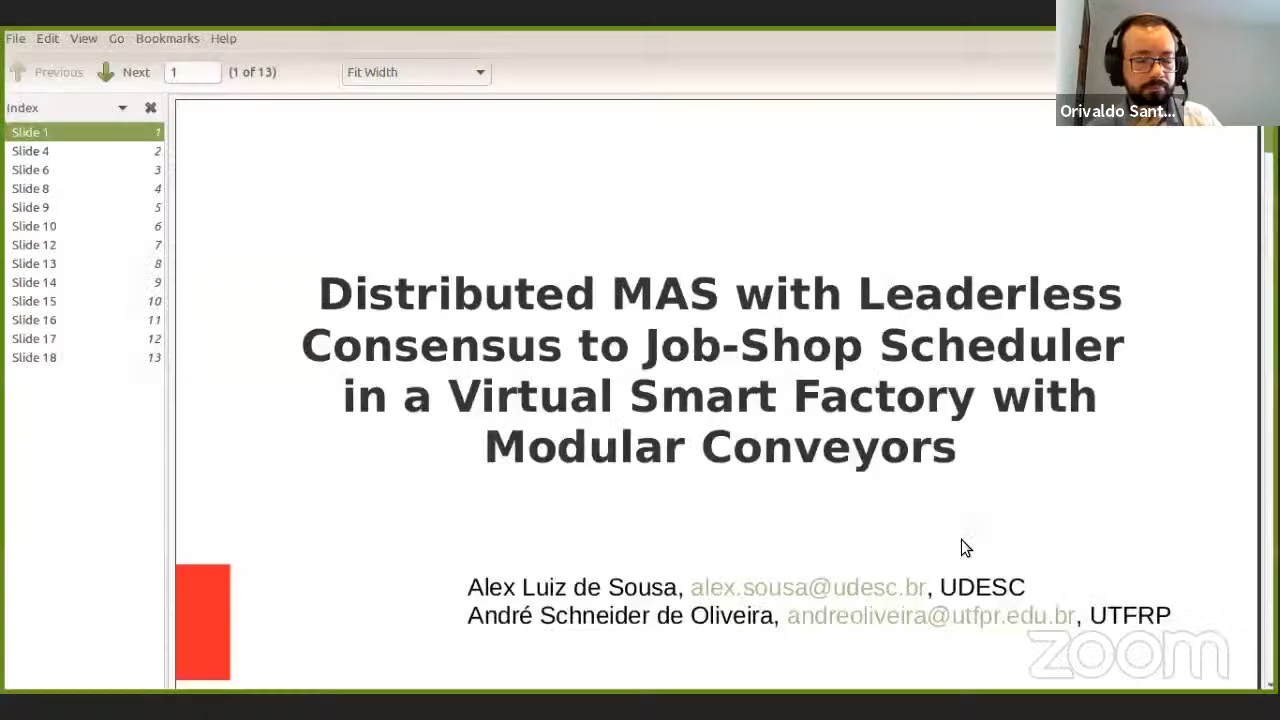 File Edit View Go Bookmarks Help
Previous Next 1 (1 of 13) Fit Width
Orivaldo Sant...
Index
Slide 1 1
Slide 4 2
Slide 6 3
Slide 8 4
Slide 9 5
Slide 10 6
Slide 12 7
Slide 13 8
Slide 14 9
Slide 15 10
Slide 16 11
Slide 17 12
Slide 18 13
Distributed MAS with Leaderless
Consensus to Job-Shop Scheduler
in a Virtual Smart Factory with
Modular Conveyors
Alex Luiz de Sousa, alex.sousa@udesc.br, UDESC
André Schneider de Oliveira, andreoliveira@utfpr.edu.br, UTFRP
zoom